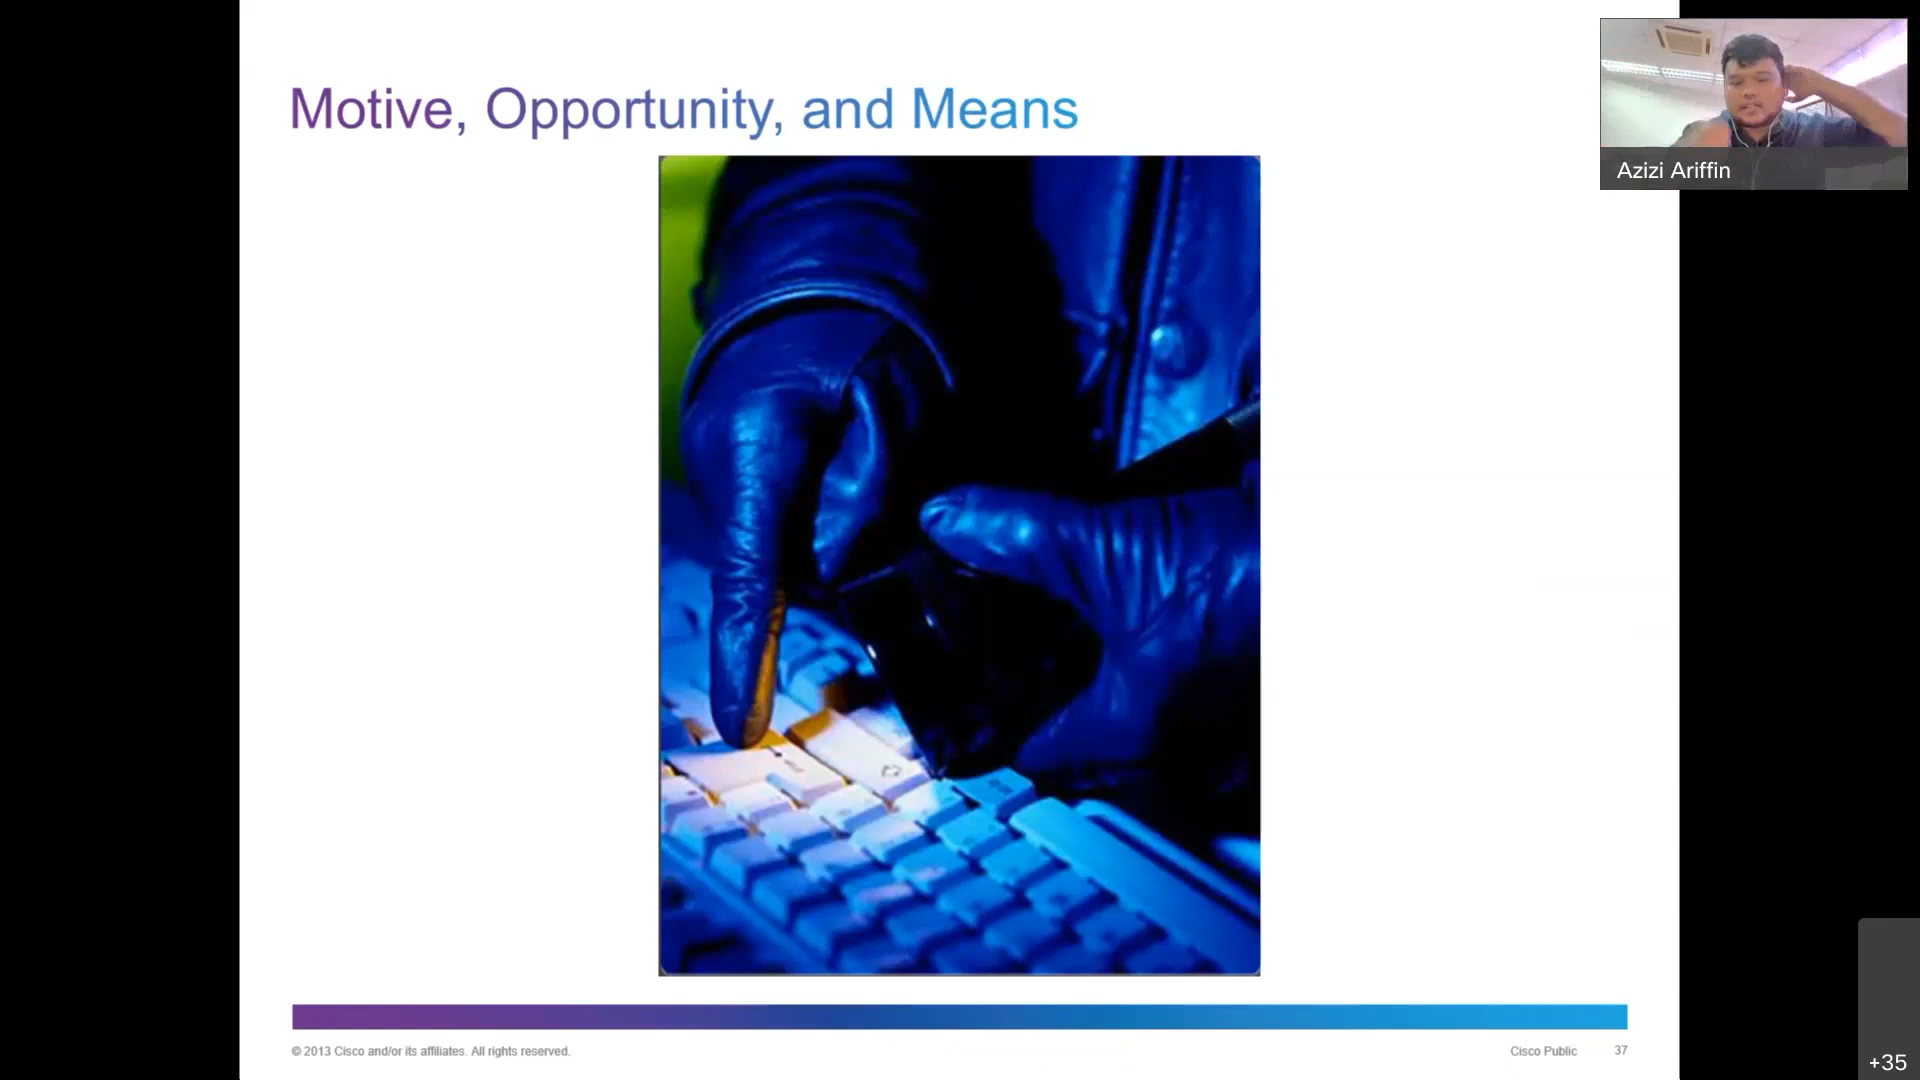 Motive, Opportunity, and Means
Azizi Ariffin
© 2013 Cisco and/or its affiliates. All rights reserved.
Cisco Public
37
+35